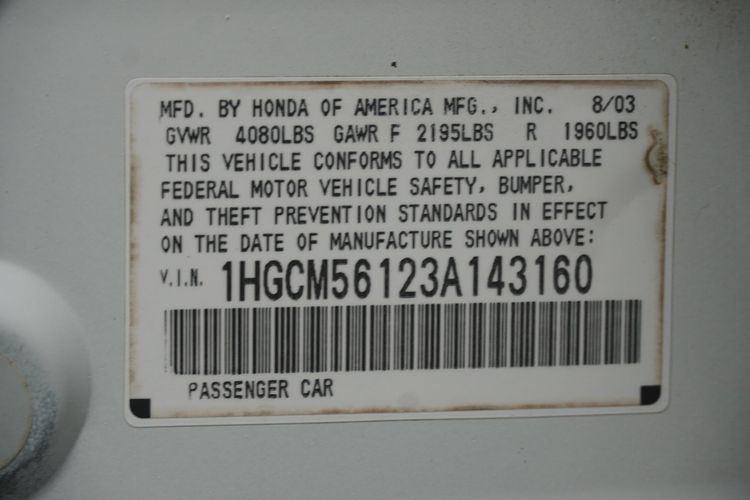 MFD. BY HONDA OF AMERICA MFG., INC. 8/03
GVWR 4080LBS GAWR F 2195LBS R 1960LBS
THIS VEHICLE CONFORMS TO ALL APPLICABLE
FEDERAL MOTOR VEHICLE SAFETY, BUMPER,
AND THEFT PREVENTION STANDARDS IN EFFECT
ON THE DATE OF MANUFACTURE SHOWN ABOVE:
V.I.N. 1HGCM56123A143160
PASSENGER CAR